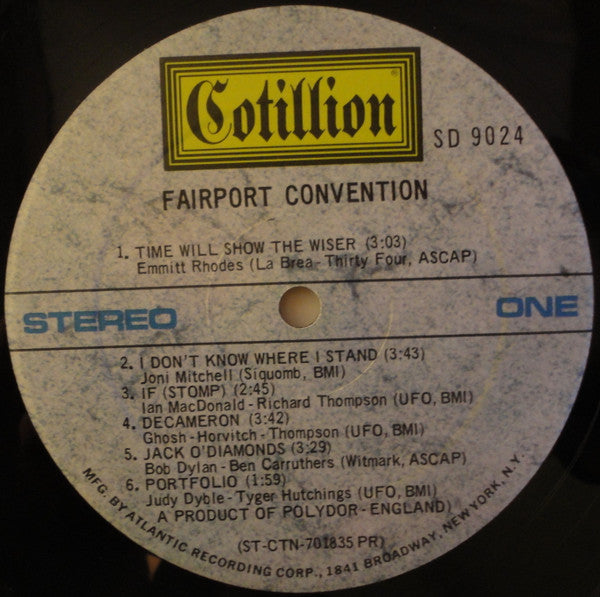 Cotillion
®
SD 9024
FAIRPORT CONVENTION
1. TIME WILL SHOW THE WISER (3:03)
Emmitt Rhodes (La Brea-Thirty Four, ASCAP)
STEREO
ONE
2. I DON'T KNOW WHERE I STAND (3:43)
Joni Mitchell (Siquomb, BMI)
3. IF (STOMP) (2:45)
Ian MacDonald-Richard Thompson (UFO, BMI)
4. DECAMERON (3:42)
Ghosh-Horvitch-Thompson (UFO, BMI)
5. JACK O'DIAMONDS (3:29)
Bob Dylan-Ben Carruthers (Witmark, ASCAP)
6. PORTFOLIO (1:59)
Judy Dyble-Tyger Hutchings (UFO, BMI)
A PRODUCT OF POLYDOR-ENGLAND)
(ST-CTN-701835 PR)
MFG. BY ATLANTIC RECORDING CORP., 1841 BROADWAY, NEW YORK, N.Y.